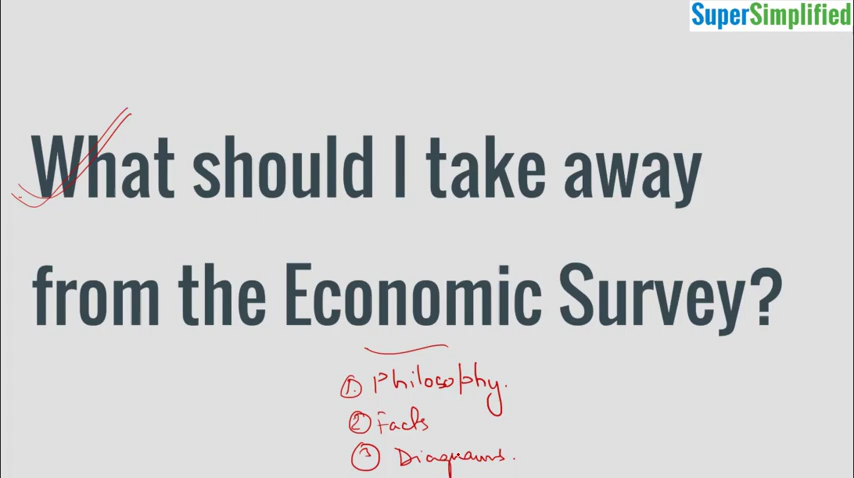 SuperSimplified
What should I take away
from the Economic Survey?
1. Philosophy.
2 Facts
3 Diagrams.